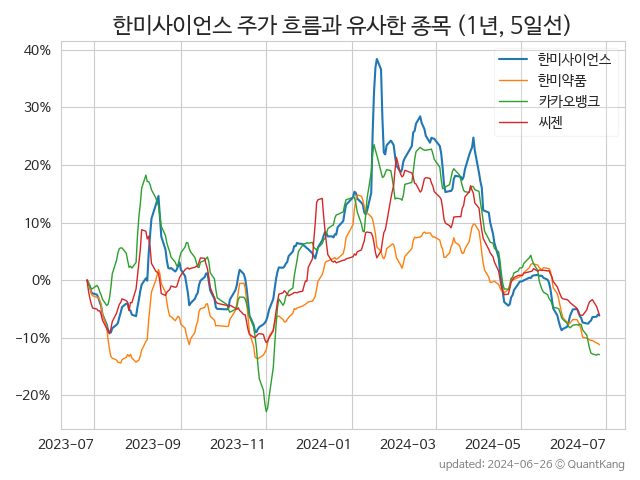 한미사이언스 주가 흐름과 유사한 종목 (1년, 5일선)
한미사이언스
한미약품
카카오뱅크
씨젠
40%
30%
20%
10%
0%
−10%
−20%
2023-07 2023-09 2023-11 2024-01 2024-03 2024-05 2024-07
updated: 2024-06-26 © QuantKang